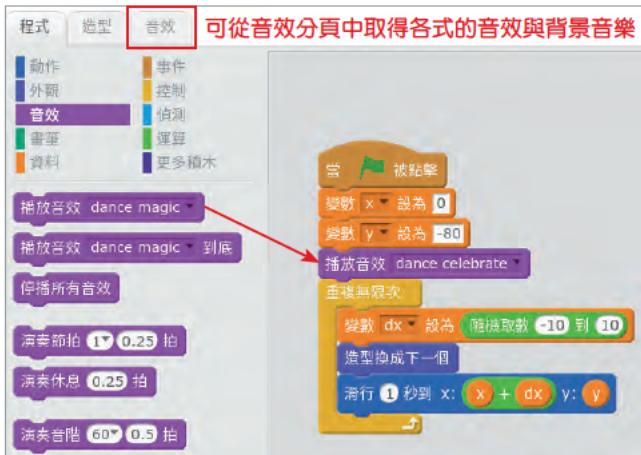 程式 造型 音效 可從音效分頁中取得各式的音效與背景音樂
動作 事件
外觀 控制
音效 偵測
畫筆 運算
資料 更多積木
播放音效 dance magic
播放音效 dance magic 到底
停播所有音效
演奏節拍 1 0.25 拍
演奏休息 0.25 拍
演奏音階 60 0.5 拍
當 被點擊
變數 x 設為 0
變數 y 設為 -80
播放音效 dance celebrate
重複無限次
變數 dx 設為 隨機取數 -10 到 10
造型換成下一個
滑行 1 秒到 x: x + dx y: y